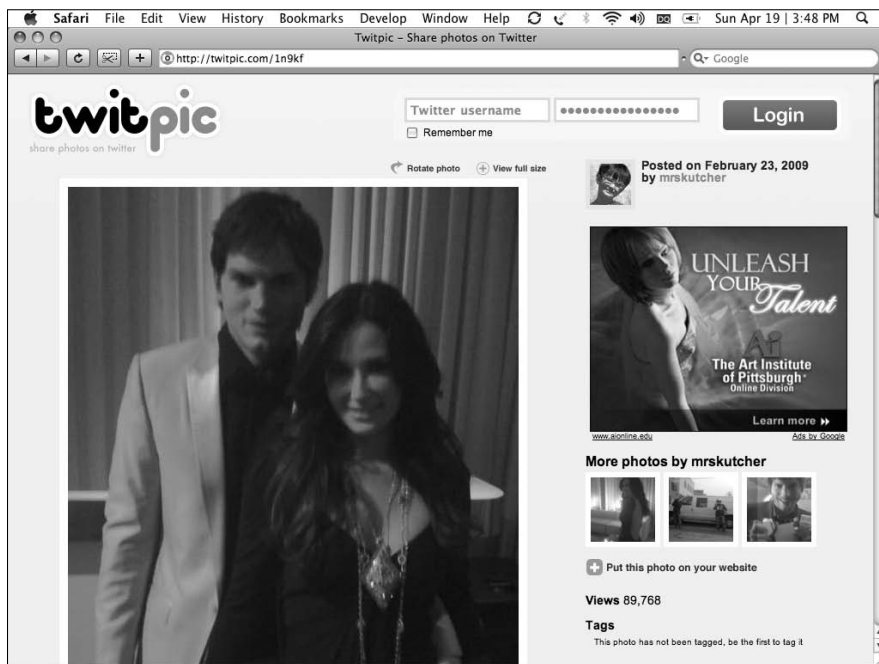 Safari File Edit View History Bookmarks Develop Window Help DQ Sun Apr 19 | 3:48 PM
Twitpic – Share photos on Twitter
http://twitpic.com/1n9kf
Google
twitpic
share photos on twitter
Twitter username
Login
Remember me
Rotate photo View full size
Posted on February 23, 2009
by mrskutcher
UNLEASH
YOUR
Talent
Ai
The Art Institute
of Pittsburgh
Online Division
Learn more
www.aionline.edu Ads by Google
More photos by mrskutcher
Put this photo on your website
Views 89,768
Tags
This photo has not been tagged, be the first to tag it